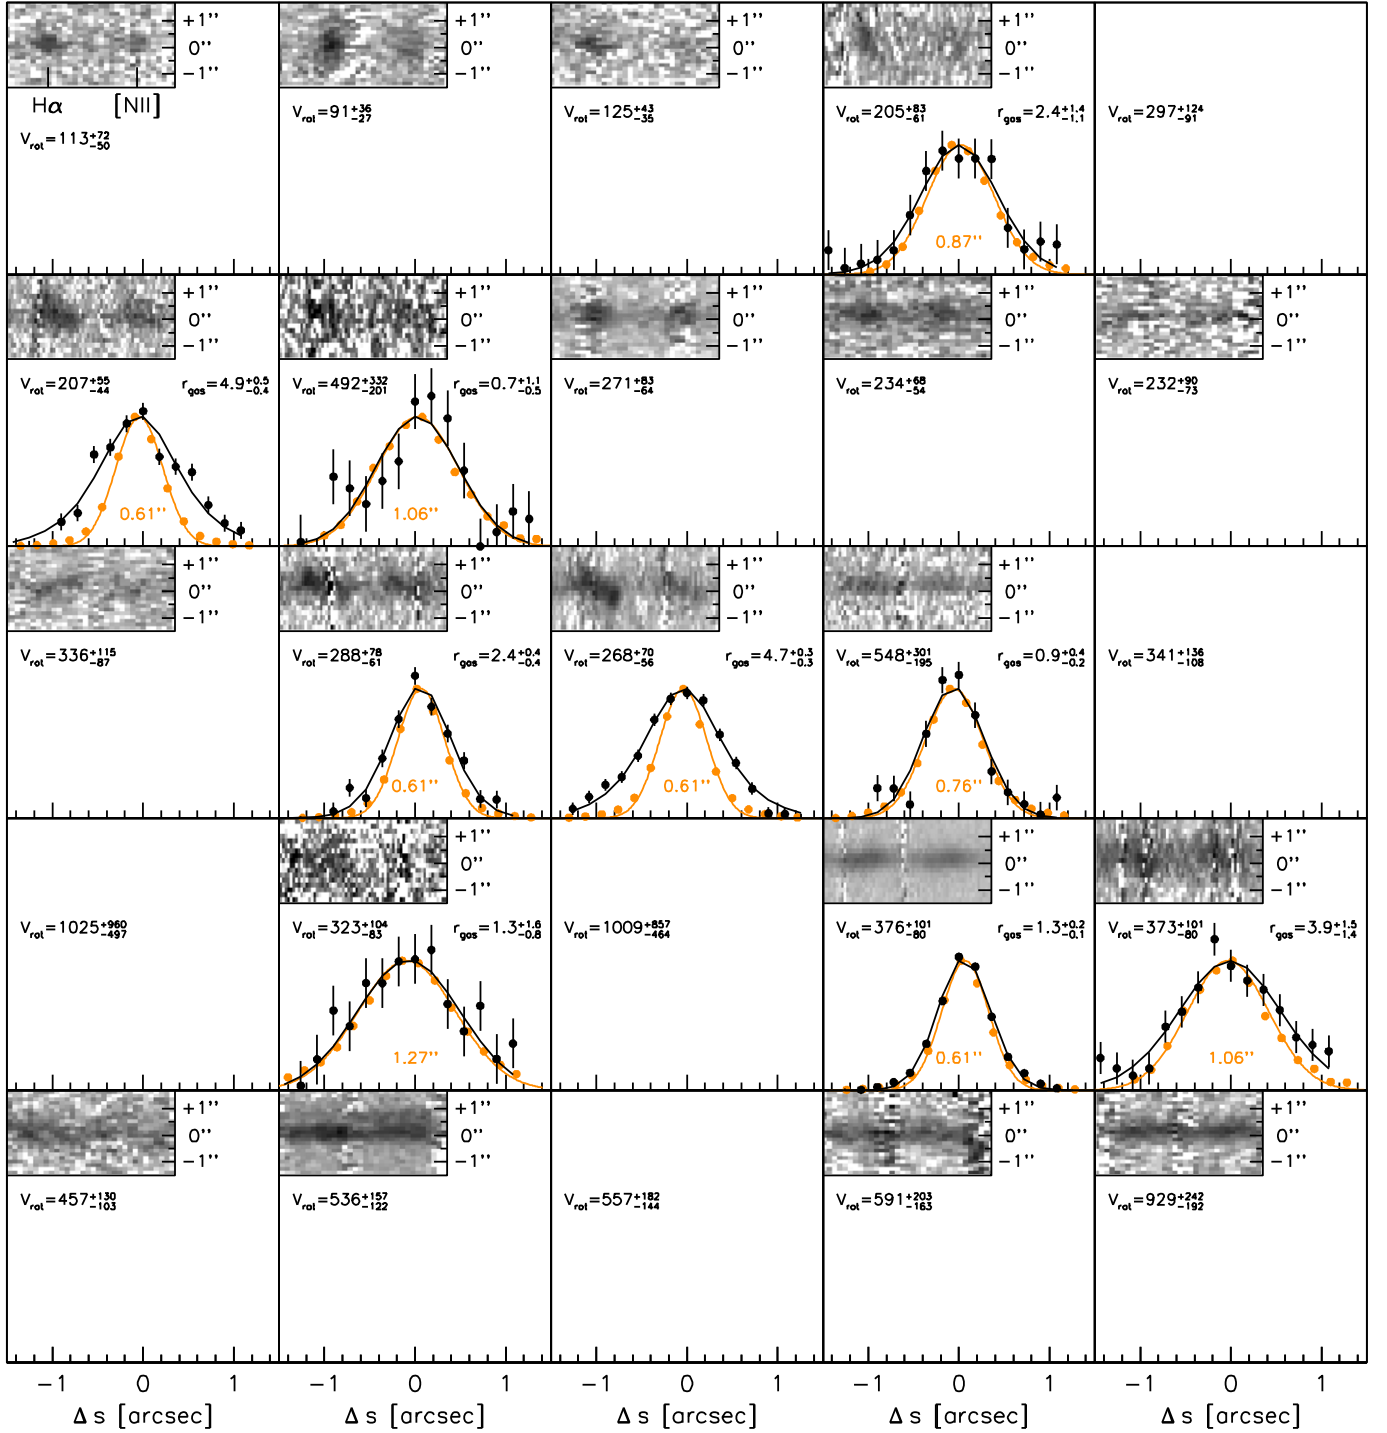 +1'' +1'' +1'' +1''
0'' 0'' 0'' 0''
−1'' −1'' −1'' −1''
Hα [NII]
V_rot=113+72−50 V_rot=91+36−27 V_rot=125+43−35 V_rot=205+83−61 r_gas=2.4+1.4−1.1 V_rot=297+124−91
0.87''
+1'' +1'' +1'' +1'' +1''
0'' 0'' 0'' 0'' 0''
−1'' −1'' −1'' −1'' −1''
V_rot=207+55−44 r_gas=4.9+0.5−0.4 V_rot=492+332−201 r_gas=0.7+1.1−0.5 V_rot=271+83−64 V_rot=234+68−54 V_rot=232+90−73
0.61'' 1.06''
+1'' +1'' +1'' +1''
0'' 0'' 0'' 0''
−1'' −1'' −1'' −1''
V_rot=336+115−87 V_rot=288+78−61 r_gas=2.4+0.4−0.4 V_rot=268+70−56 r_gas=4.7+0.3−0.3 V_rot=548+301−195 r_gas=0.9+0.4−0.2 V_rot=341+136−108
0.61'' 0.61'' 0.76''
+1'' +1'' +1''
0'' 0'' 0''
−1'' −1'' −1''
V_rot=1025+960−497 V_rot=323+104−83 r_gas=1.3+1.6−0.8 V_rot=1009+857−464 V_rot=376+101−80 r_gas=1.3+0.2−0.1 V_rot=373+101−80 r_gas=3.9+1.5−1.4
1.27'' 0.61'' 1.06''
+1'' +1'' +1'' +1''
0'' 0'' 0'' 0''
−1'' −1'' −1'' −1''
V_rot=457+130−103 V_rot=536+157−122 V_rot=557+182−144 V_rot=591+203−163 V_rot=929+242−192
−1 0 1 −1 0 1 −1 0 1 −1 0 1 −1 0 1
Δ s [arcsec] Δ s [arcsec] Δ s [arcsec] Δ s [arcsec] Δ s [arcsec]